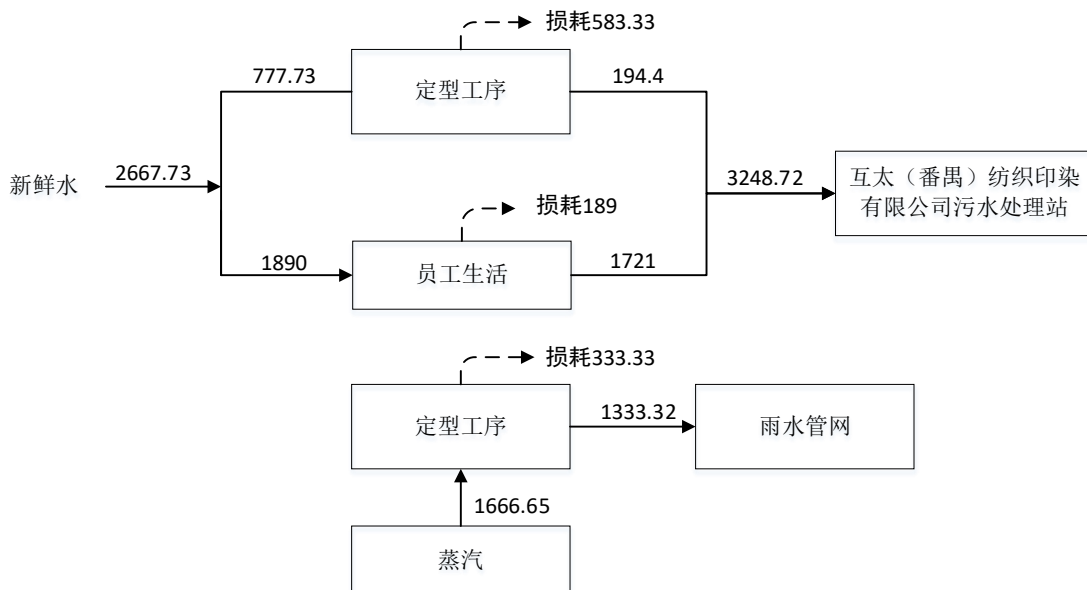 损耗583.33
777.73
定型工序
194.4
新鲜水
2667.73
3248.72
互太（番禺）纺织印染
有限公司污水处理站
损耗189
1890
员工生活
1721
损耗333.33
定型工序
1333.32
雨水管网
1666.65
蒸汽